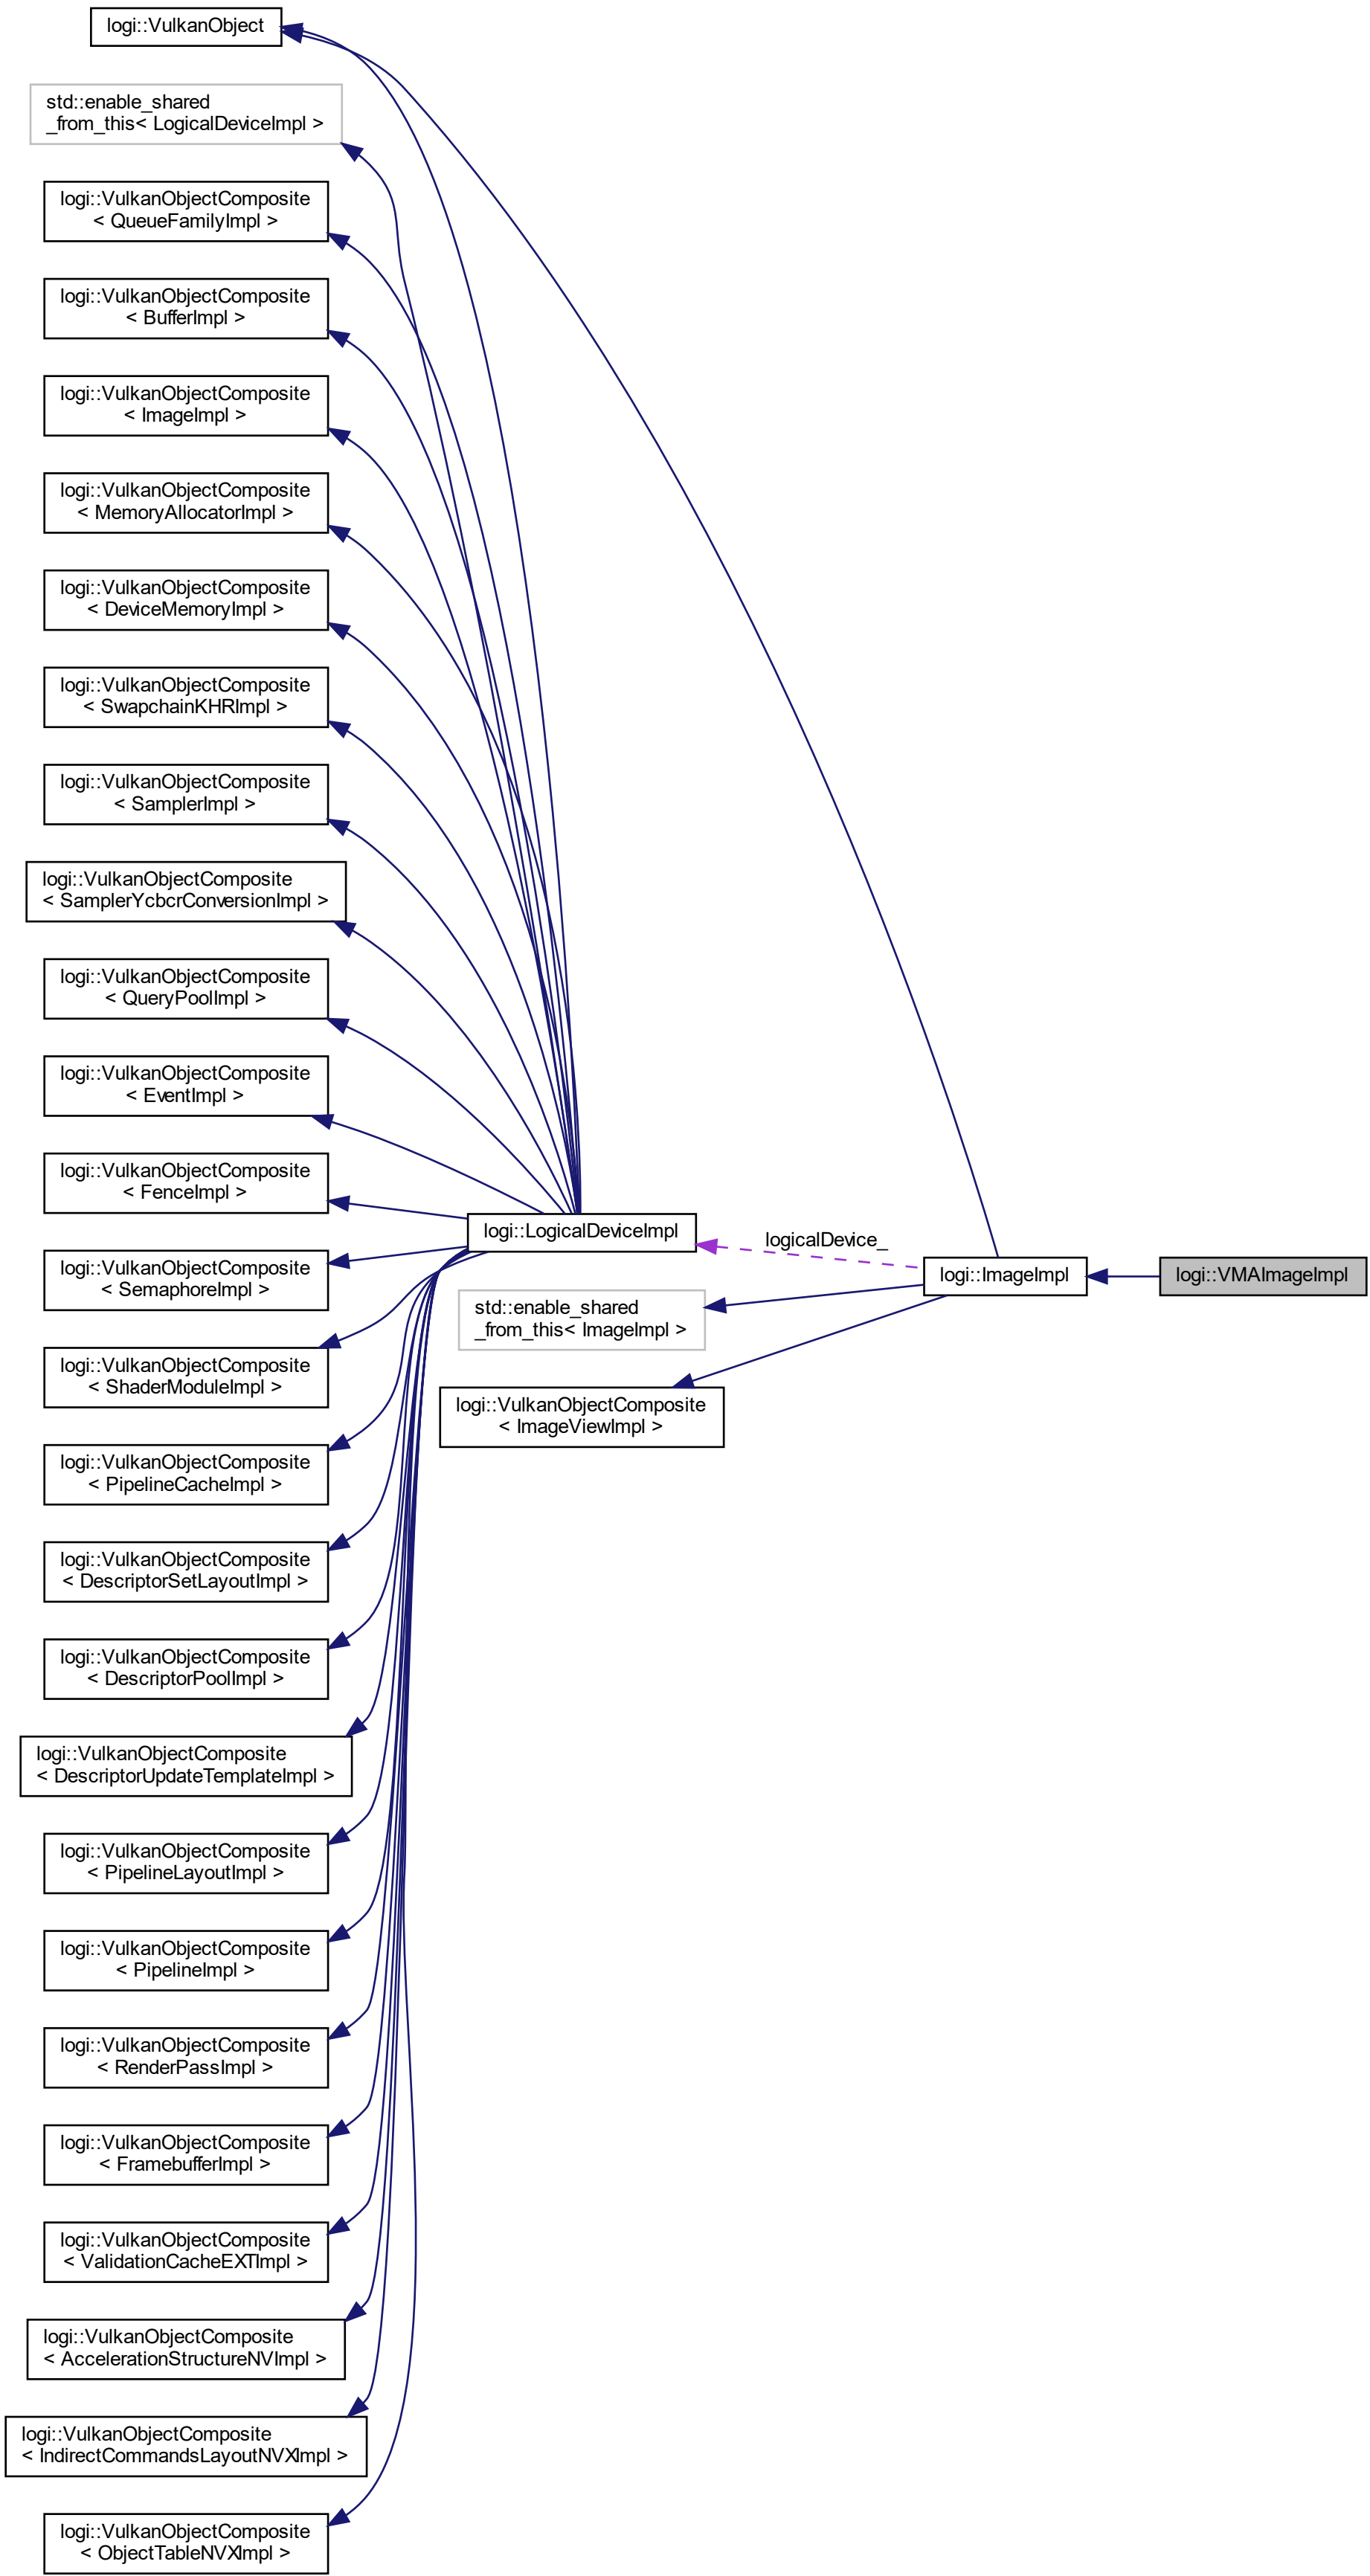 logi::VulkanObject
std::enable_shared
_from_this< LogicalDeviceImpl >
logi::VulkanObjectComposite
< QueueFamilyImpl >
logi::VulkanObjectComposite
< BufferImpl >
logi::VulkanObjectComposite
< ImageImpl >
logi::VulkanObjectComposite
< MemoryAllocatorImpl >
logi::VulkanObjectComposite
< DeviceMemoryImpl >
logi::VulkanObjectComposite
< SwapchainKHRImpl >
logi::VulkanObjectComposite
< SamplerImpl >
logi::VulkanObjectComposite
< SamplerYcbcrConversionImpl >
logi::VulkanObjectComposite
< QueryPoolImpl >
logi::VulkanObjectComposite
< EventImpl >
logi::VulkanObjectComposite
< FenceImpl >
logi::VulkanObjectComposite
< SemaphoreImpl >
logi::VulkanObjectComposite
< ShaderModuleImpl >
logi::VulkanObjectComposite
< PipelineCacheImpl >
logi::VulkanObjectComposite
< DescriptorSetLayoutImpl >
logi::VulkanObjectComposite
< DescriptorPoolImpl >
logi::VulkanObjectComposite
< DescriptorUpdateTemplateImpl >
logi::VulkanObjectComposite
< PipelineLayoutImpl >
logi::VulkanObjectComposite
< PipelineImpl >
logi::VulkanObjectComposite
< RenderPassImpl >
logi::VulkanObjectComposite
< FramebufferImpl >
logi::VulkanObjectComposite
< ValidationCacheEXTImpl >
logi::VulkanObjectComposite
< AccelerationStructureNVImpl >
logi::VulkanObjectComposite
< IndirectCommandsLayoutNVXImpl >
logi::VulkanObjectComposite
< ObjectTableNVXImpl >
logi::LogicalDeviceImpl
std::enable_shared
_from_this< ImageImpl >
logi::VulkanObjectComposite
< ImageViewImpl >
logicalDevice_
logi::ImageImpl
logi::VMAImageImpl